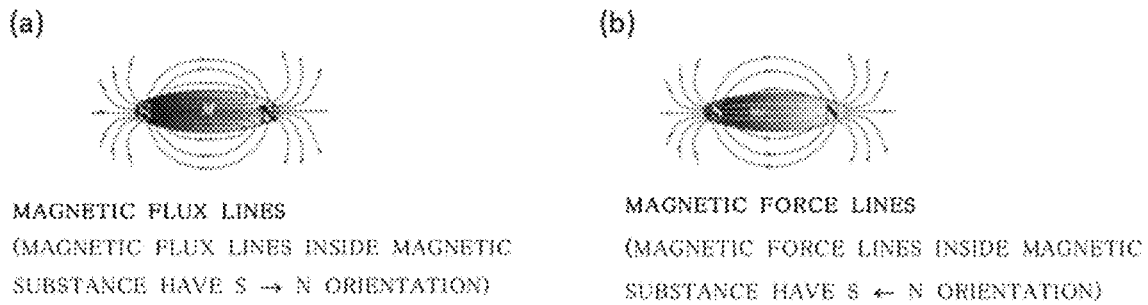 (a)
(b)
MAGNETIC FLUX LINES
(MAGNETIC FLUX LINES INSIDE MAGNETIC
SUBSTANCE HAVE S → N ORIENTATION)
MAGNETIC FORCE LINES
(MAGNETIC FORCE LINES INSIDE MAGNETIC
SUBSTANCE HAVE S ← N ORIENTATION)